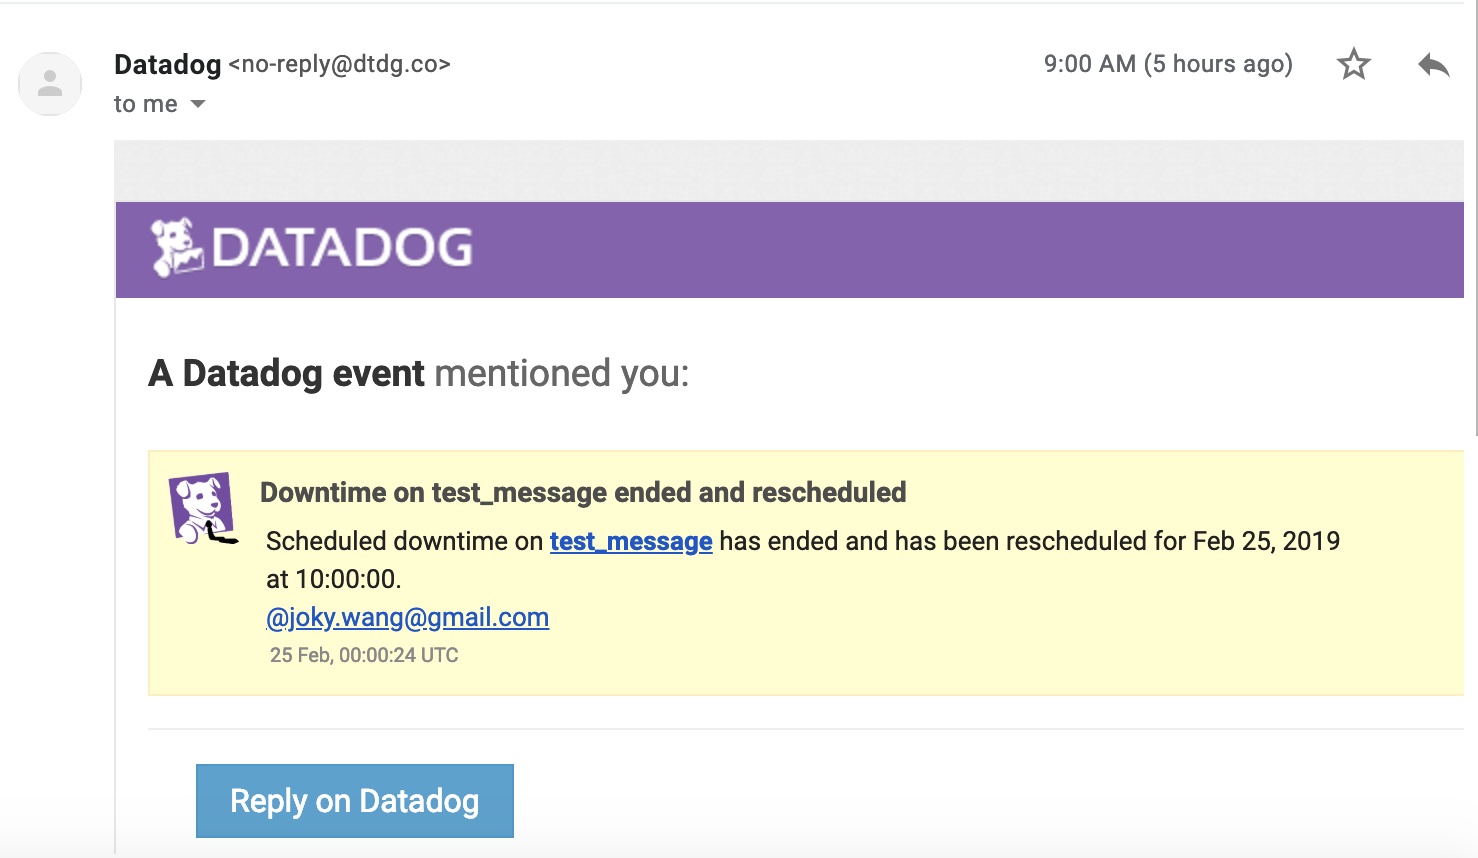 Datadog <no-reply@dtdg.co>
9:00 AM (5 hours ago)
to me
DATADOG
A Datadog event mentioned you:
Downtime on test_message ended and rescheduled
Scheduled downtime on test_message has ended and has been rescheduled for Feb 25, 2019
at 10:00:00.
@joky.wang@gmail.com
25 Feb, 00:00:24 UTC
Reply on Datadog